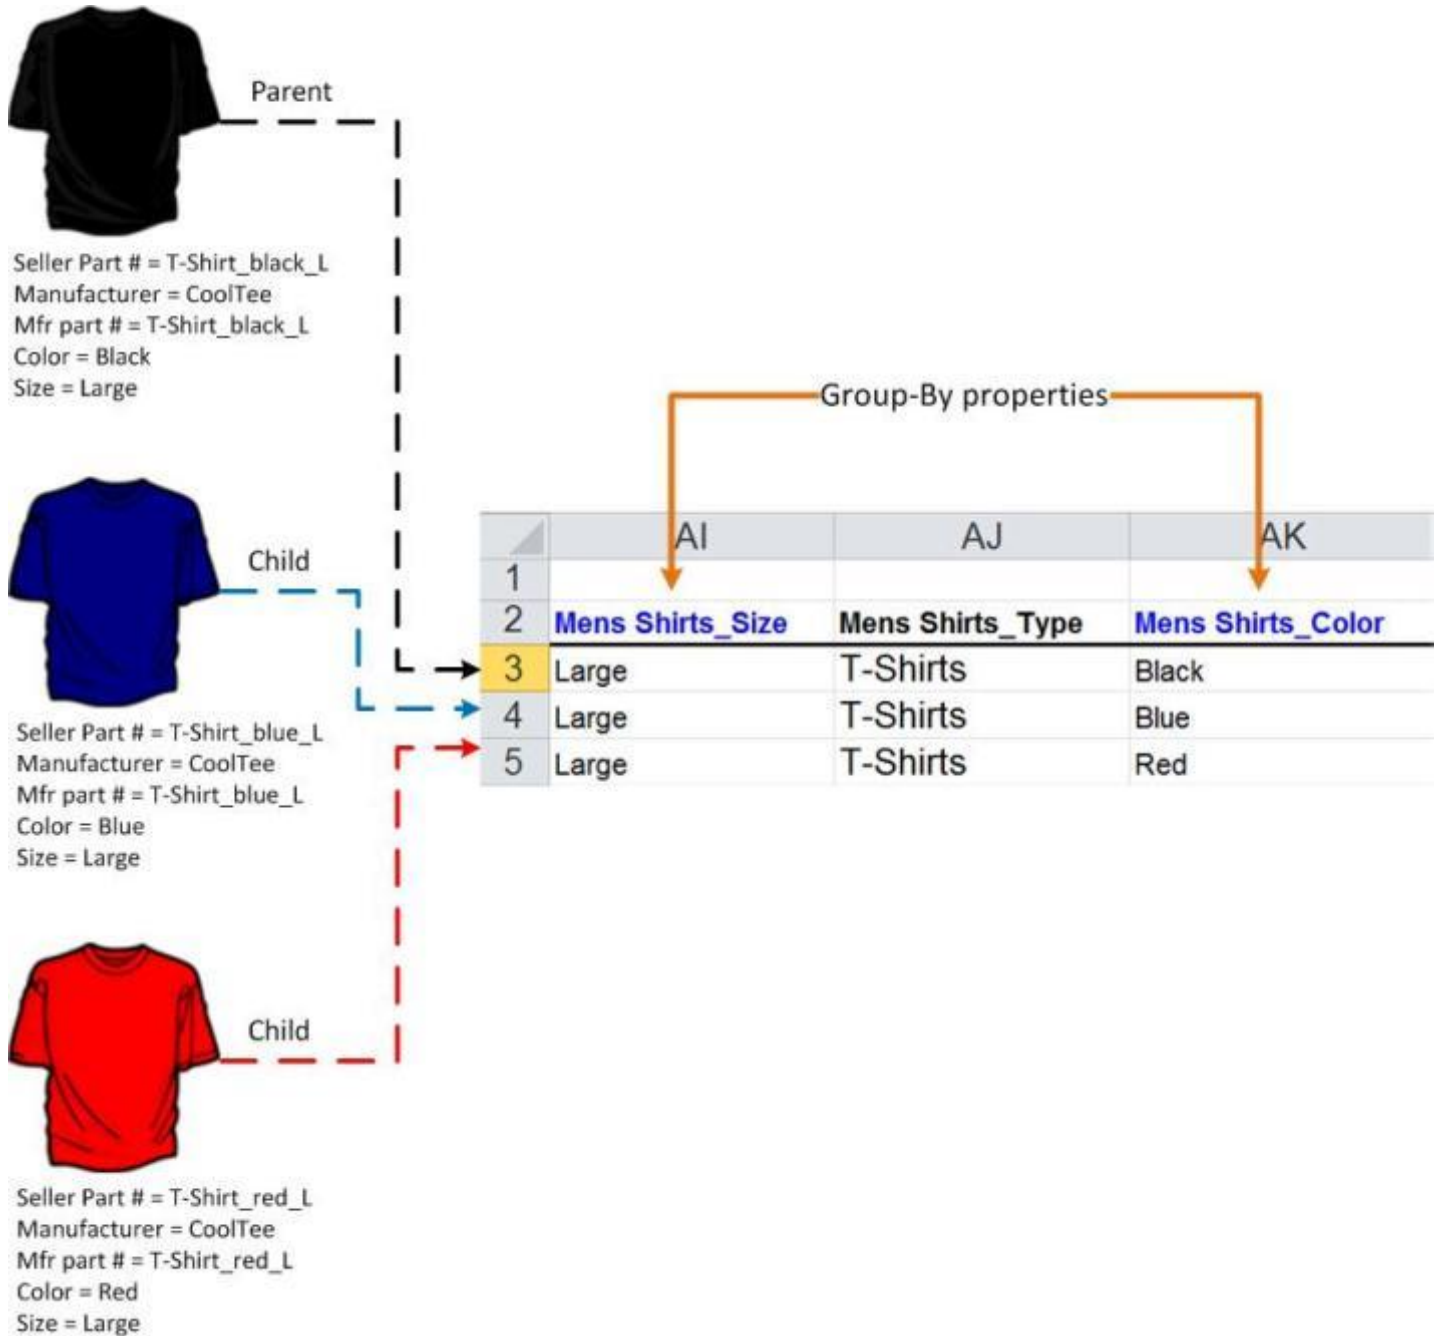 Parent
Seller Part # = T-Shirt_black_L
Manufacturer = CoolTee
Mfr part # = T-Shirt_black_L
Color = Black
Size = Large
Child
Seller Part # = T-Shirt_blue_L
Manufacturer = CoolTee
Mfr part # = T-Shirt_blue_L
Color = Blue
Size = Large
Child
Seller Part # = T-Shirt_red_L
Manufacturer = CoolTee
Mfr part # = T-Shirt_red_L
Color = Red
Size = Large
Group-By properties
AI AJ AK
1
2 Mens Shirts_Size Mens Shirts_Type Mens Shirts_Color
3 Large T-Shirts Black
4 Large T-Shirts Blue
5 Large T-Shirts Red